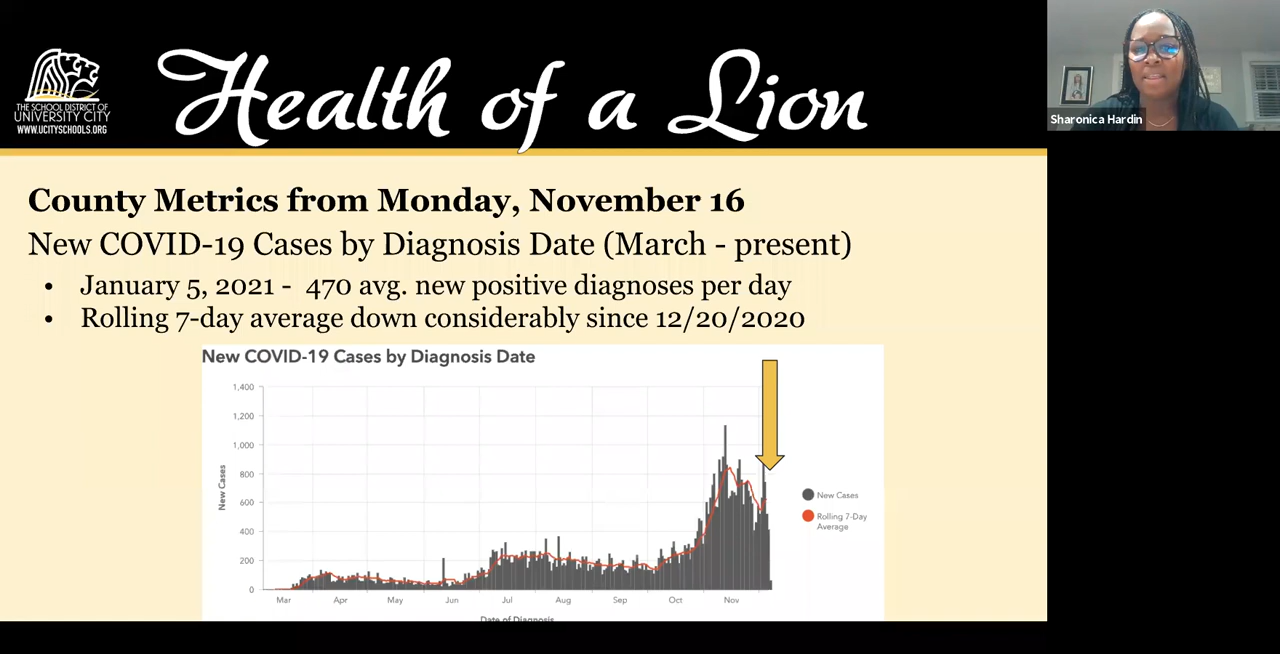 Health of a Lion
THE SCHOOL DISTRICT OF
UNIVERSITY CITY
WWW.UCITYSCHOOLS.ORG
Sharonica Hardin
County Metrics from Monday, November 16
New COVID-19 Cases by Diagnosis Date (March - present)
• January 5, 2021 - 470 avg. new positive diagnoses per day
• Rolling 7-day average down considerably since 12/20/2020
New COVID-19 Cases by Diagnosis Date
1,400
1,200
1,000
800
600
400
200
0
New Cases
Mar Apr May Jun Jul Aug Sep Oct Nov
Date of Diagnosis
New Cases
Rolling 7-Day
Average